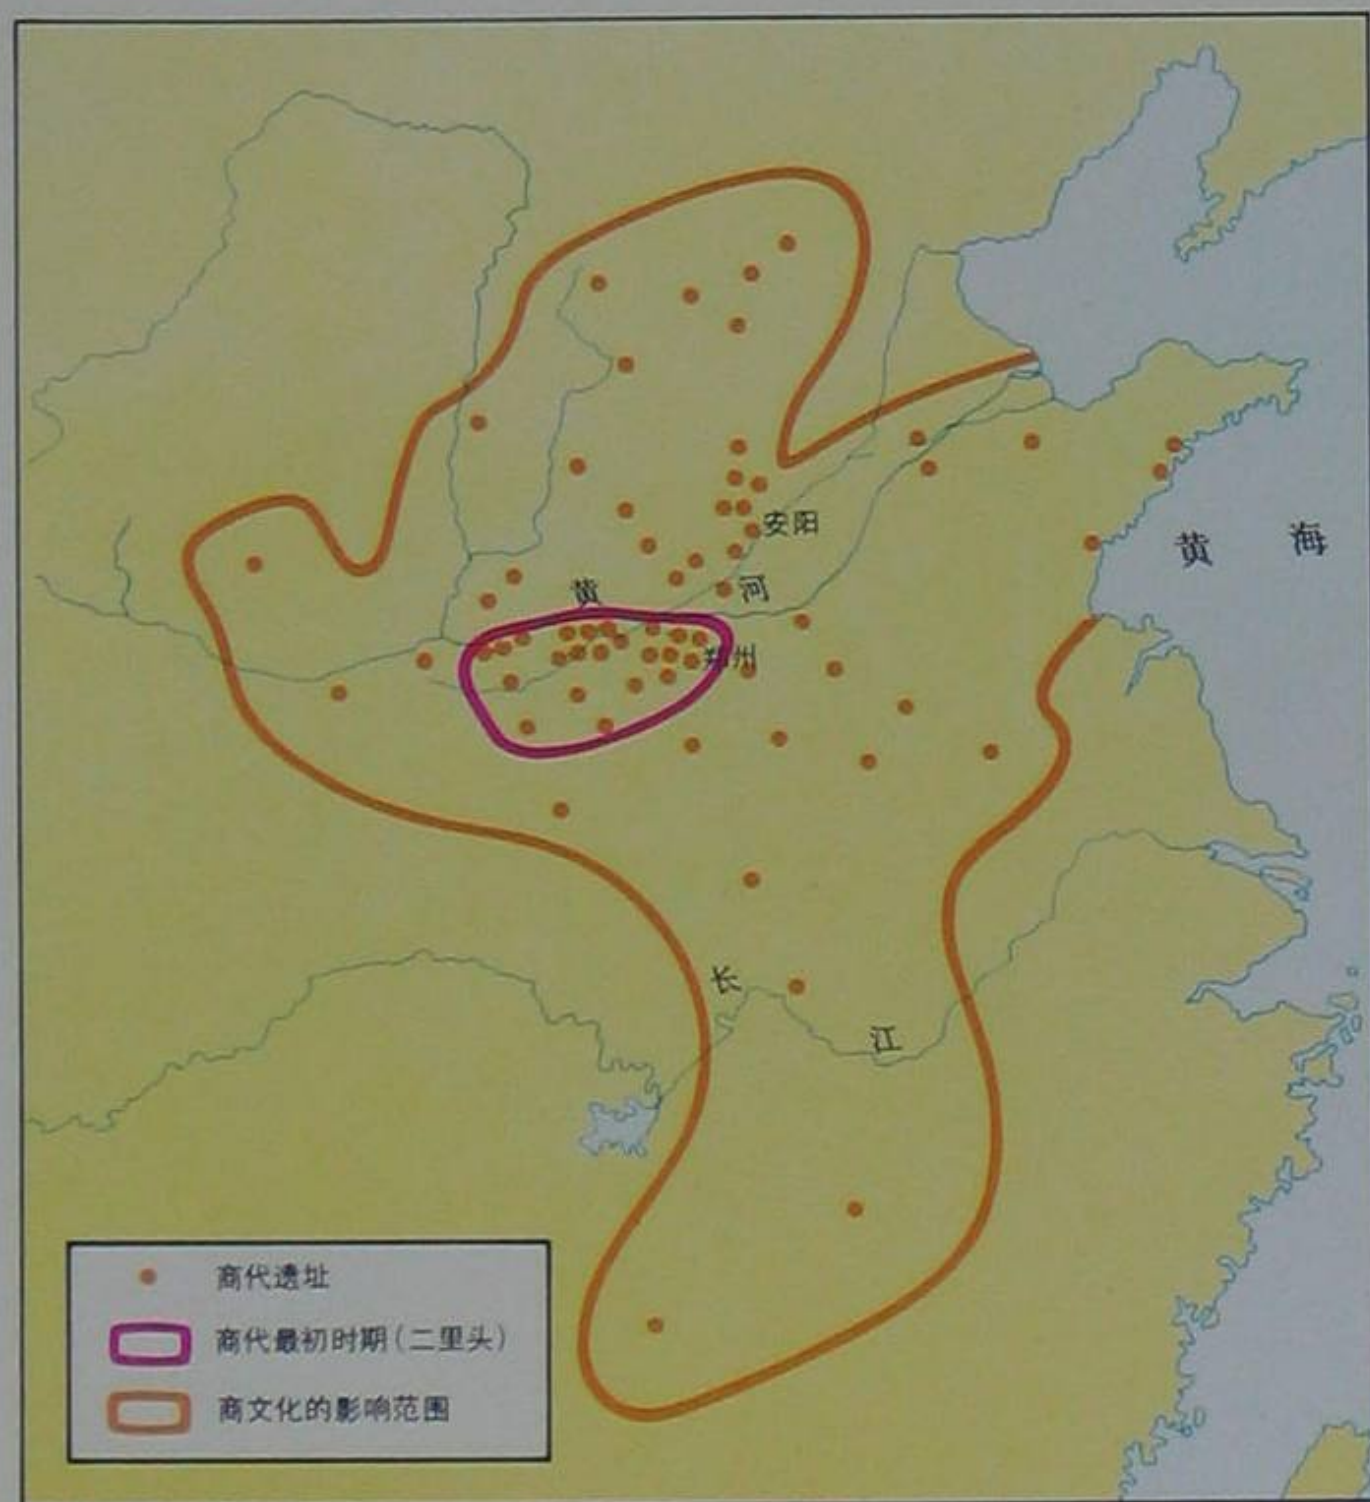 安阳
黄
河
黄 海
郑州
长
江
商代遗址
商代最初时期(二里头)
商文化的影响范围